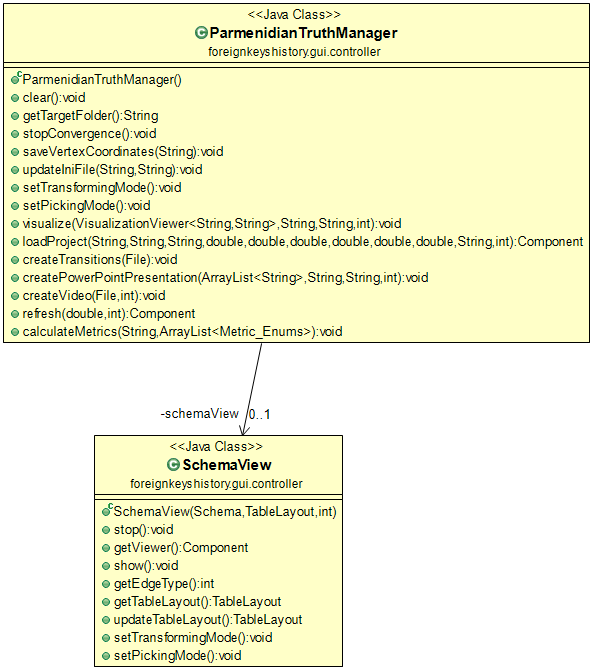 <<Java Class>>
ParmenidianTruthManager
foreignkeyshistory.gui.controller
ParmenidianTruthManager()
clear():void
getTargetFolder():String
stopConvergence():void
saveVertexCoordinates(String):void
updateIniFile(String,String):void
setTransformingMode():void
setPickingMode():void
visualize(VisualizationViewer<String,String>,String,String,int):void
loadProject(String,String,String,double,double,double,double,double,double,String,int):Component
createTransitions(File):void
createPowerPointPresentation(ArrayList<String>,String,String,int):void
createVideo(File,int):void
refresh(double,int):Component
calculateMetrics(String,ArrayList<Metric_Enums>):void
-schemaView 0..1
<<Java Class>>
SchemaView
foreignkeyshistory.gui.controller
SchemaView(Schema,TableLayout,int)
stop():void
getViewer():Component
show():void
getEdgeType():int
getTableLayout():TableLayout
updateTableLayout():TableLayout
setTransformingMode():void
setPickingMode():void